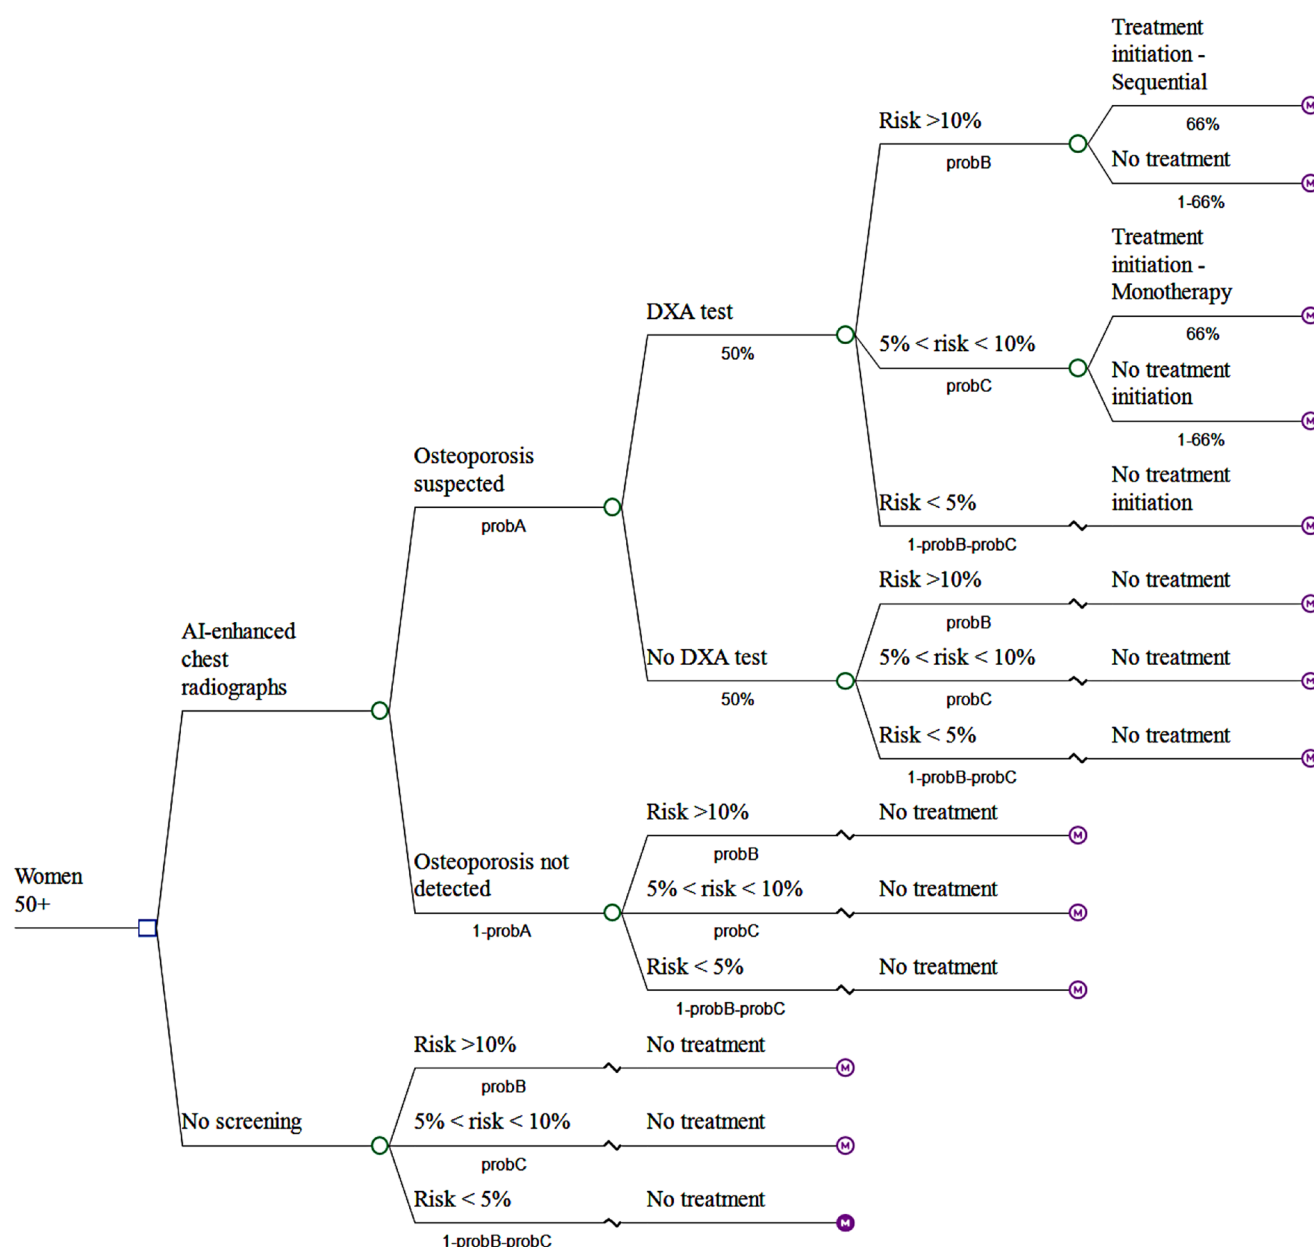 Treatment
initiation -
Sequential
M
66%
Risk >10%
probB
No treatment
M
1-66%
Treatment
initiation -
Monotherapy
M
66%
DXA test
50%
5% < risk < 10%
probC
No treatment
initiation
M
1-66%
Osteoporosis
suspected
probA
Risk < 5%
1-probB-probC
No treatment
initiation
M
Risk >10%
probB
No treatment
M
No DXA test
50%
5% < risk < 10%
probC
No treatment
M
Risk < 5%
1-probB-probC
No treatment
M
AI-enhanced
chest
radiographs
Risk >10%
probB
No treatment
M
Osteoporosis not
detected
1-probA
5% < risk < 10%
probC
No treatment
M
Risk < 5%
1-probB-probC
No treatment
M
Women
50+
Risk >10%
probB
No treatment
M
No screening
5% < risk < 10%
probC
No treatment
M
Risk < 5%
1-probB-probC
No treatment
M